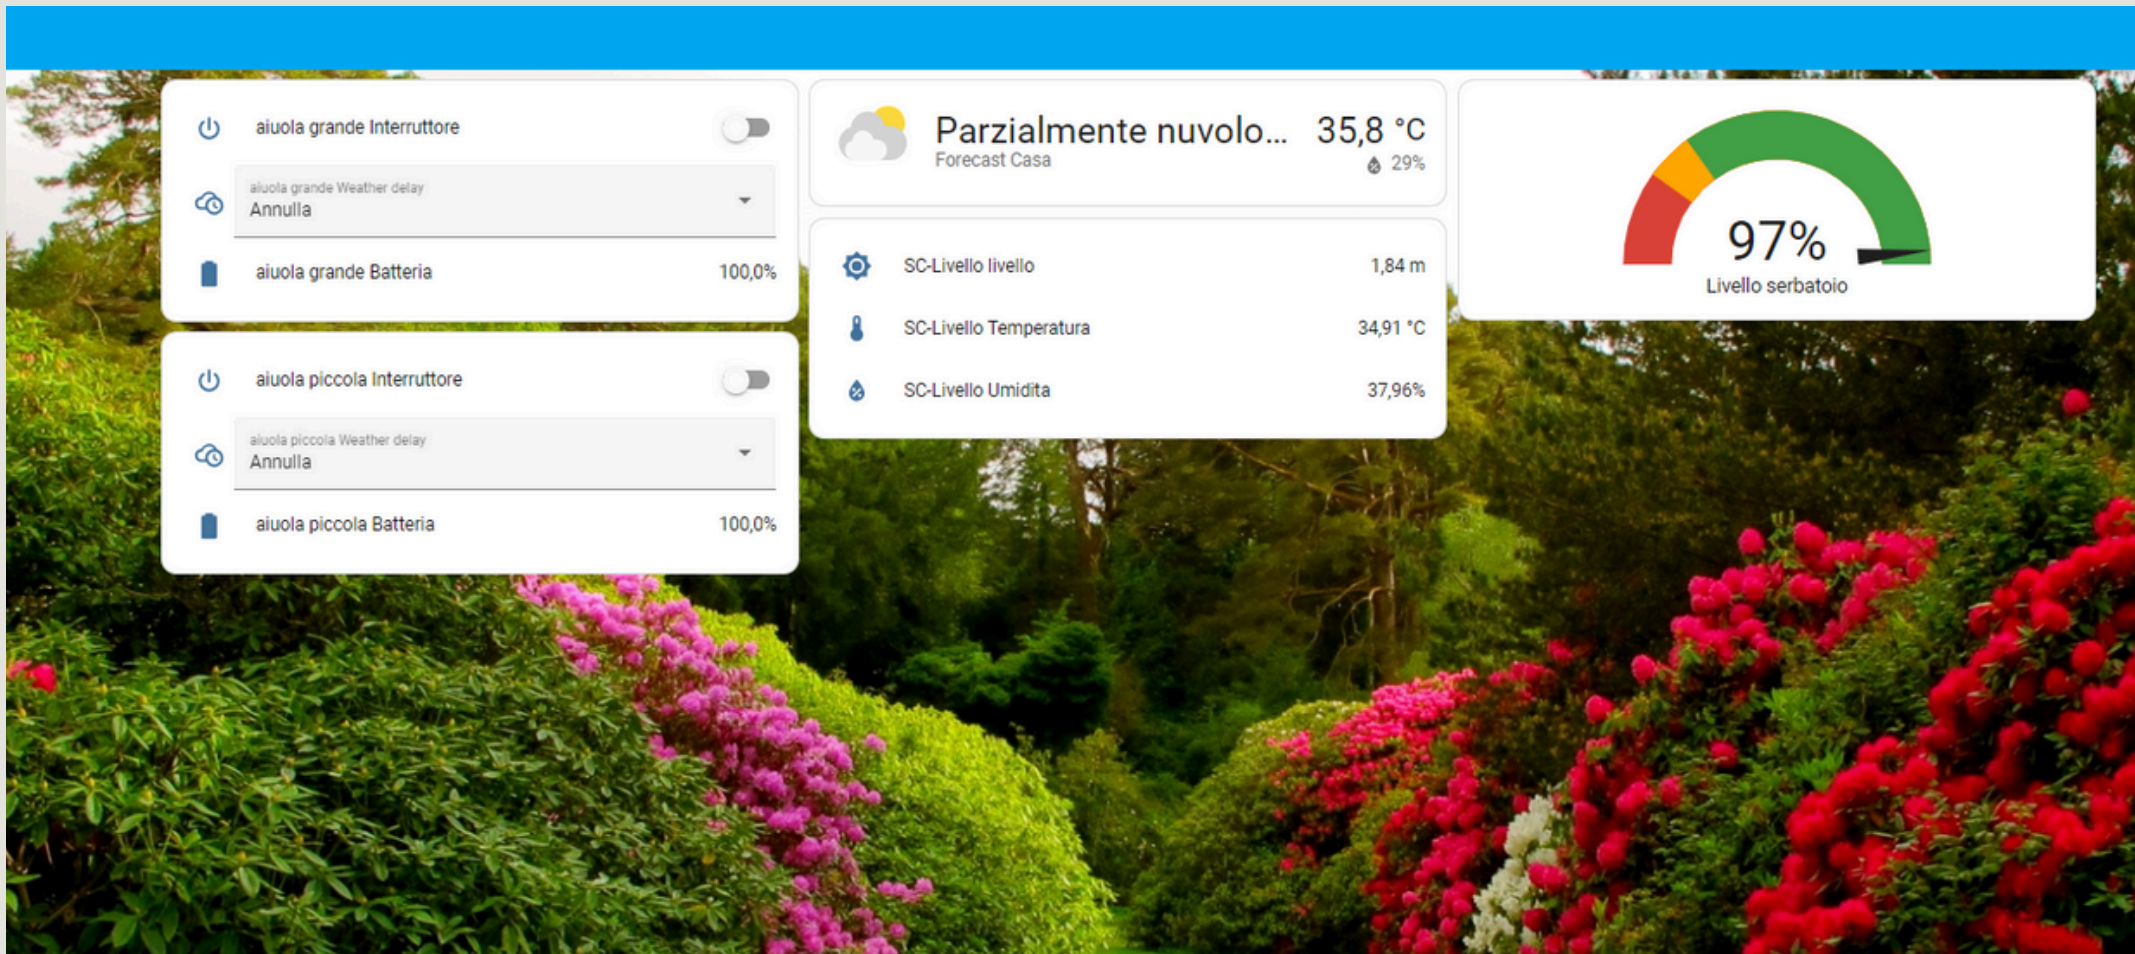 aiuola grande Interruttore
aiuola grande Weather delay
Annulla
aiuola grande Batteria 100,0%
aiuola piccola Interruttore
aiuola piccola Weather delay
Annulla
aiuola piccola Batteria 100,0%
Parzialmente nuvolo... 35,8 °C
Forecast Casa 29%
SC-Livello livello 1,84 m
SC-Livello Temperatura 34,91 °C
SC-Livello Umidita 37,96%
97%
Livello serbatoio